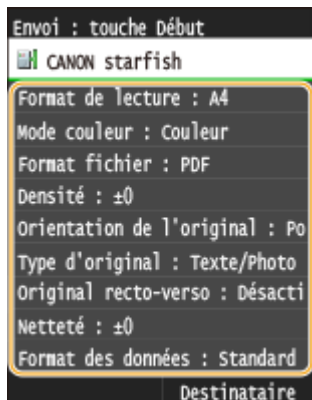 Envoi : touche Début
CANON starfish
Format de lecture : A4
Mode couleur : Couleur
Format fichier : PDF
Densité : ±0
Orientation de l'original : Po
Type d'original : Texte/Photo
Original recto-verso : Désacti
Netteté : ±0
Format des données : Standard
Destinataire